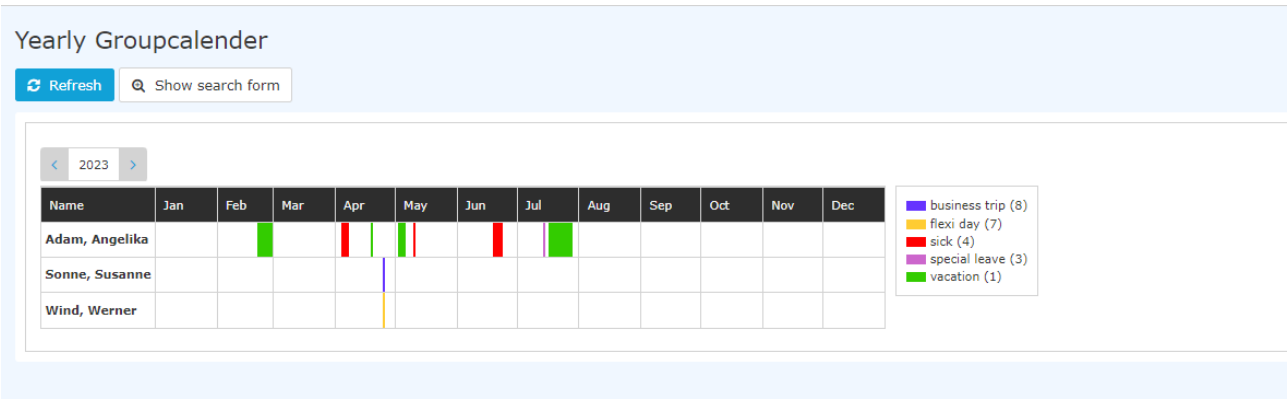 Yearly Groupcalender
Refresh Show search form
2023
Name Jan Feb Mar Apr May Jun Jul Aug Sep Oct Nov Dec
Adam, Angelika
Sonne, Susanne
Wind, Werner
business trip (8)
flexi day (7)
sick (4)
special leave (3)
vacation (1)